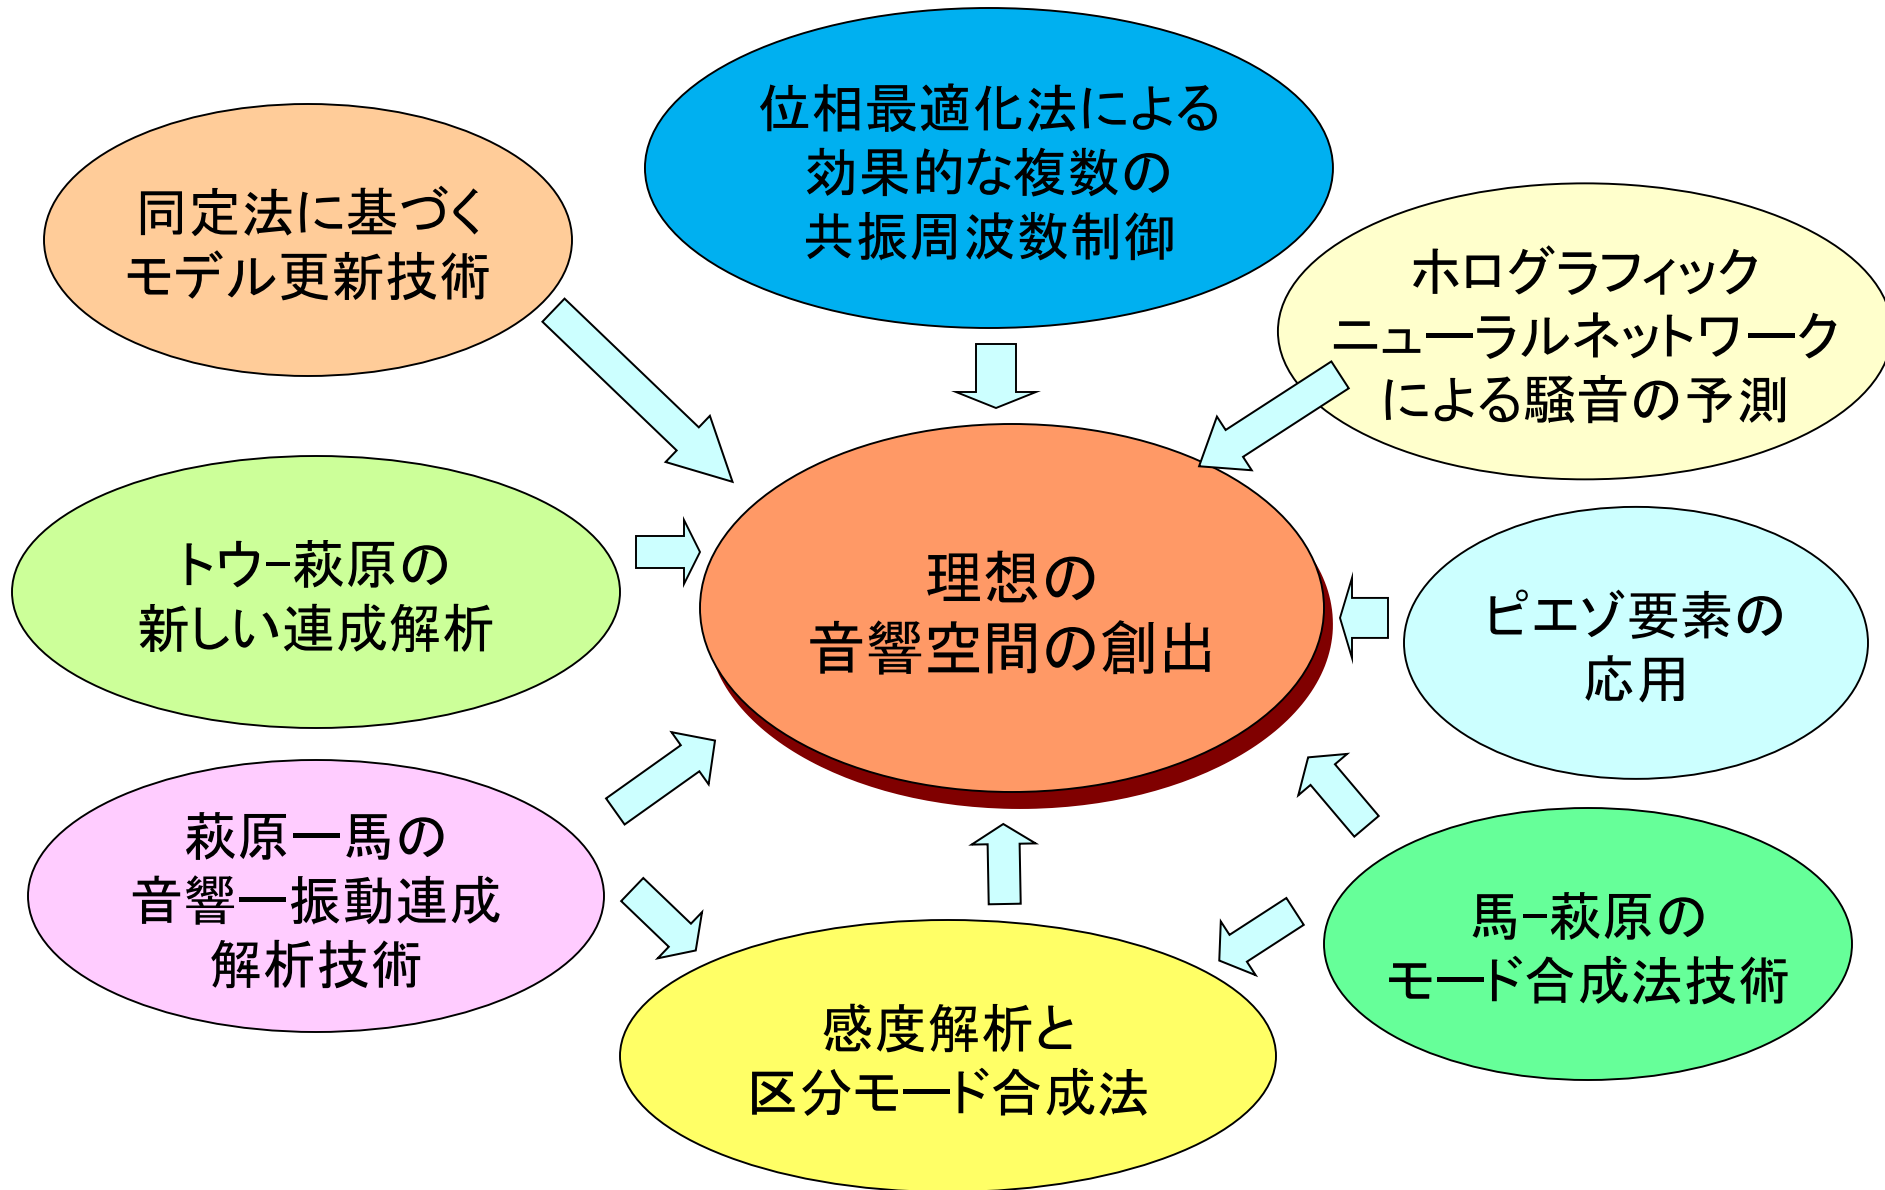 位相最適化法による
効果的な複数の
共振周波数制御
同定法に基づく
モデル更新技術
ホログラフィック
ニューラルネットワーク
による騒音の予測
トウ−萩原の
新しい連成解析
理想の
音響空間の創出
ピエゾ要素の
応用
萩原ー馬の
音響ー振動連成
解析技術
馬−萩原の
モード合成法技術
感度解析と
区分モード合成法